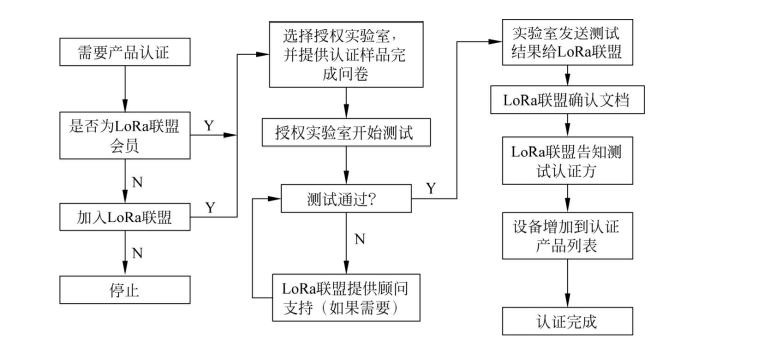 需要产品认证
是否为LoRa联盟
会员
Y
N
加入LoRa联盟
Y
N
停止
选择授权实验室，
并提供认证样品完
成问卷
授权实验室开始测试
测试通过？
Y
N
LoRa联盟提供顾问
支持（如果需要）
实验室发送测试
结果给LoRa联盟
LoRa联盟确认文档
LoRa联盟告知测
试认证方
设备增加到认证
产品列表
认证完成